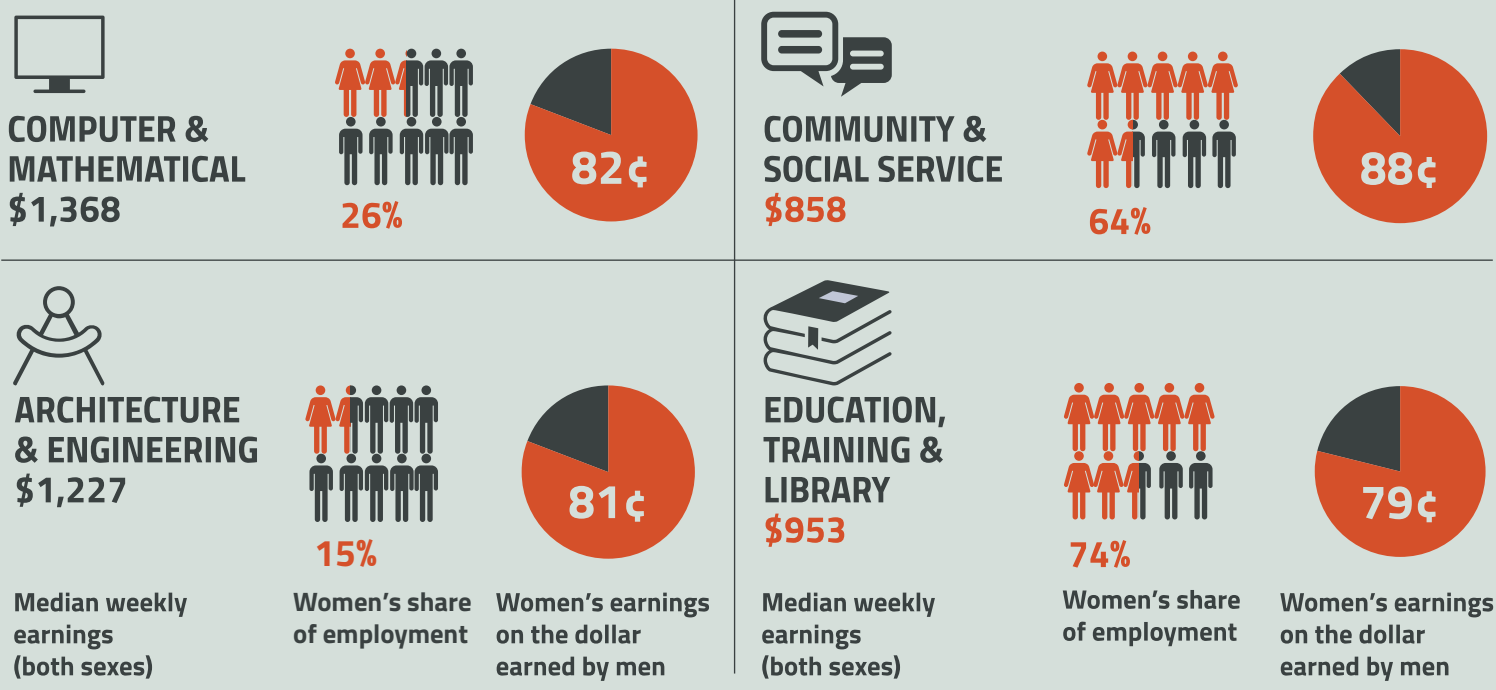 COMPUTER &
MATHEMATICAL
$1,368
26%
82¢
COMMUNITY &
SOCIAL SERVICE
$858
64%
88¢
ARCHITECTURE
& ENGINEERING
$1,227
15%
81¢
EDUCATION,
TRAINING &
LIBRARY
$953
74%
79¢
Median weekly
earnings
(both sexes)
Women’s share
of employment
Women’s earnings
on the dollar
earned by men
Median weekly
earnings
(both sexes)
Women’s share
of employment
Women’s earnings
on the dollar
earned by men